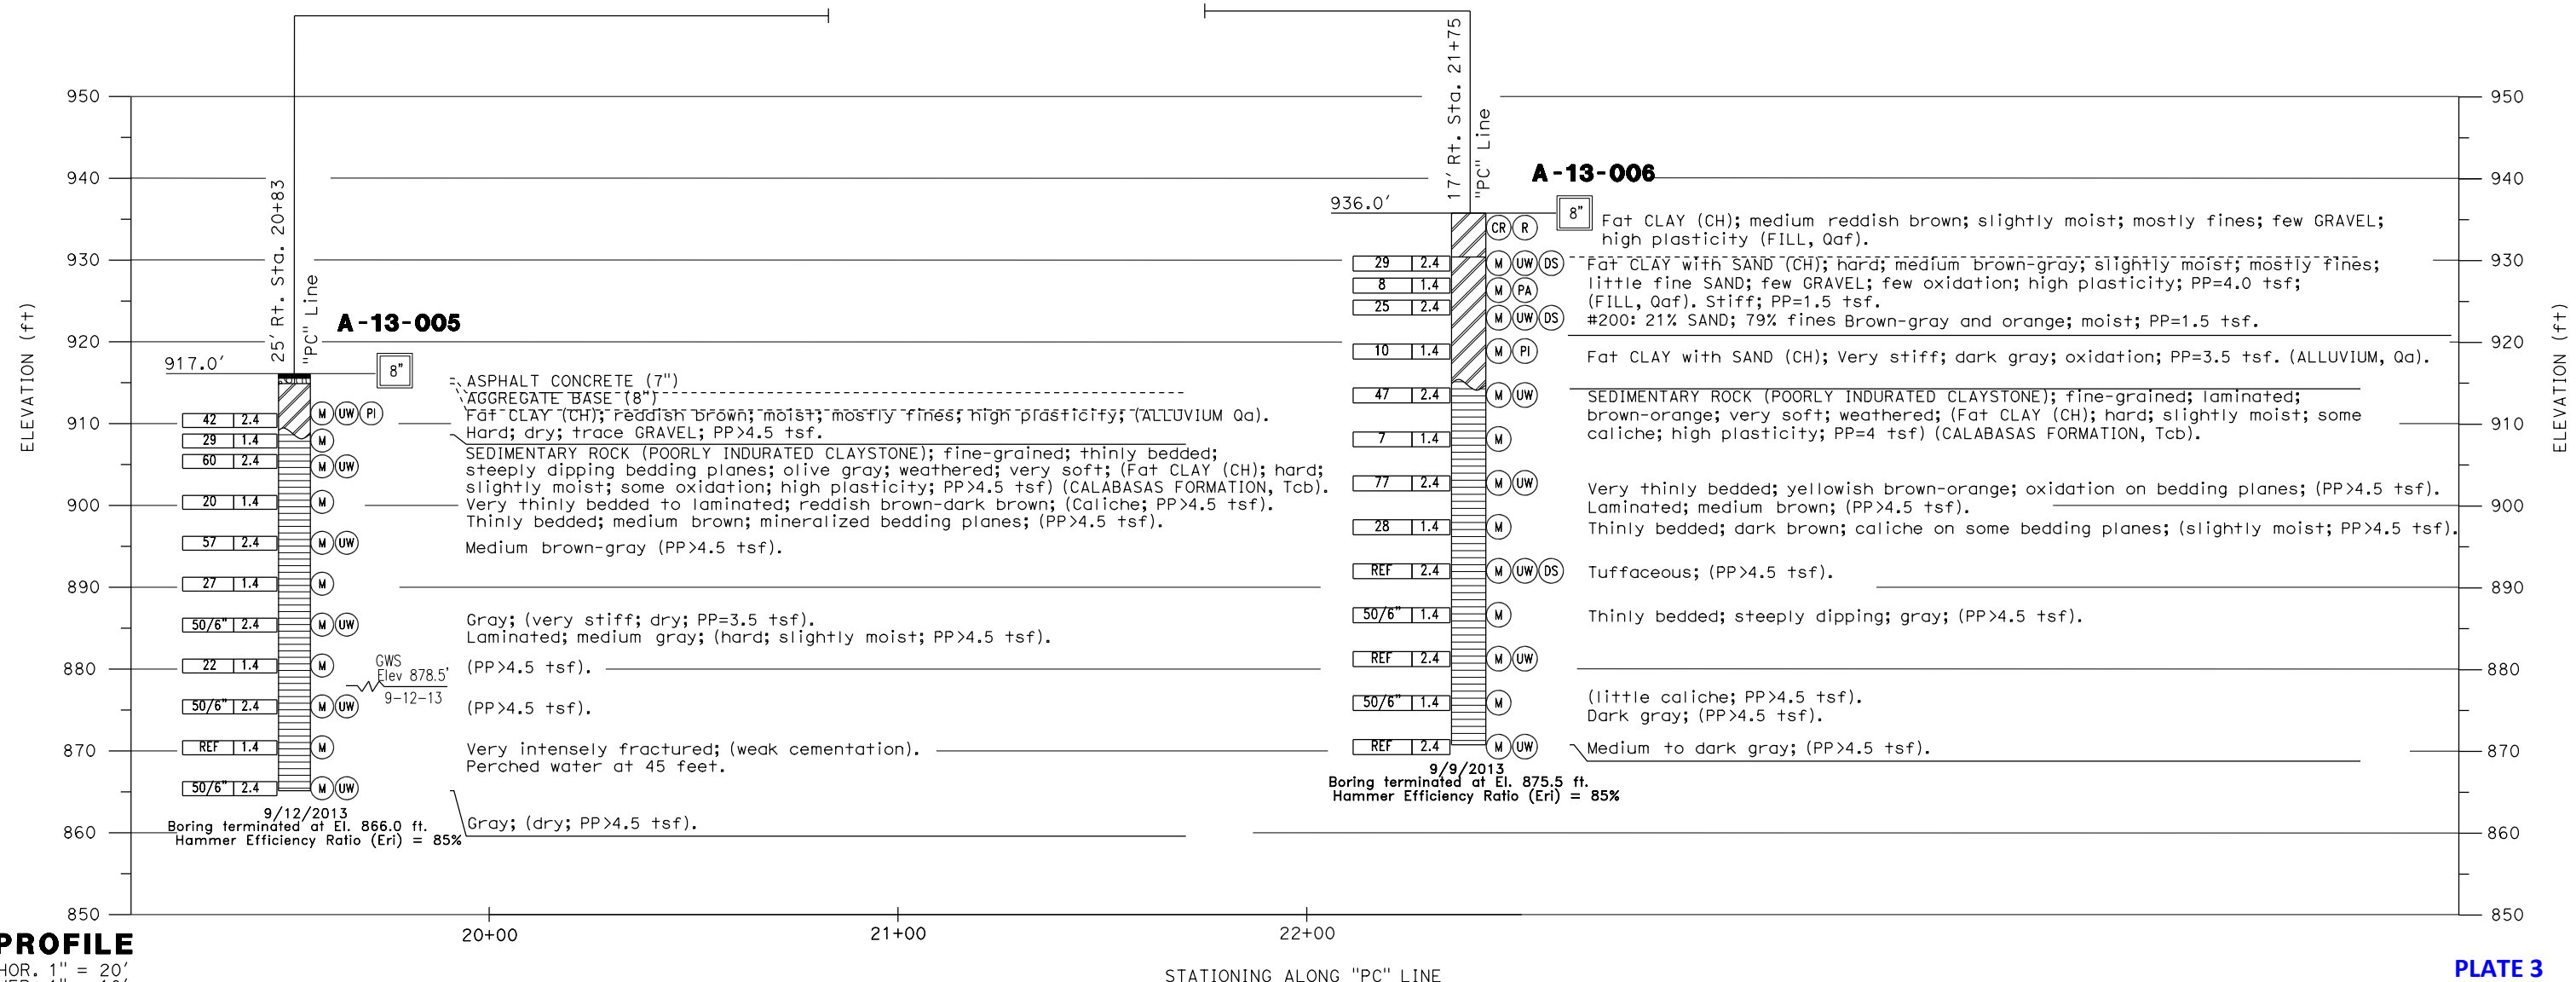 950
940
930
920
910
900
890
880
870
860
850
ELEVATION (ft)
25' Rt. Sta. 20+83
"PC" Line
A-13-005
917.0'
8"
42 2.4 M UW PI
29 1.4 M
60 2.4 M UW
20 1.4 M
57 2.4 M UW
27 1.4 M
50/6" 2.4 M UW
22 1.4 M
50/6" 2.4 M UW
REF 1.4 M
50/6" 2.4 M UW
ASPHALT CONCRETE (7")
AGGREGATE BASE (8")
Fat CLAY (CH); reddish brown; moist; mostly fines; high plasticity; (ALLUVIUM Qa).
Hard; dry; trace GRAVEL; PP>4.5 tsf.
SEDIMENTARY ROCK (POORLY INDURATED CLAYSTONE); fine-grained; thinly bedded;
steeply dipping bedding planes; olive gray; weathered; very soft; (Fat CLAY (CH); hard;
slightly moist; some oxidation; high plasticity; PP>4.5 tsf) (CALABASAS FORMATION, Tcb).
Very thinly bedded to laminated; reddish brown-dark brown; (Caliche; PP>4.5 tsf).
Thinly bedded; medium brown; mineralized bedding planes; (PP>4.5 tsf).
Medium brown-gray (PP>4.5 tsf).
Gray; (very stiff; dry; PP=3.5 tsf).
Laminated; medium gray; (hard; slightly moist; PP>4.5 tsf).
GWS
Elev 878.5'
9-12-13
(PP>4.5 tsf).
(PP>4.5 tsf).
Very intensely fractured; (weak cementation).
Perched water at 45 feet.
Gray; (dry; PP>4.5 tsf).
9/12/2013
Boring terminated at El. 866.0 ft.
Hammer Efficiency Ratio (Eri) = 85%
17' Rt. Sta. 21+75
"PC" Line
A-13-006
936.0'
8"
CR R
29 2.4 M UW DS
8 1.4 M PA
25 2.4 M UW DS
10 1.4 M PI
47 2.4 M UW
7 1.4 M
77 2.4 M UW
28 1.4 M
REF 2.4 M UW DS
50/6" 1.4 M
REF 2.4 M UW
50/6" 1.4 M
REF 2.4 M UW
Fat CLAY (CH); medium reddish brown; slightly moist; mostly fines; few GRAVEL;
high plasticity (FILL, Qaf).
Fat CLAY with SAND (CH); hard; medium brown-gray; slightly moist; mostly fines;
little fine SAND; few GRAVEL; few oxidation; high plasticity; PP=4.0 tsf;
(FILL, Qaf). Stiff; PP=1.5 tsf.
#200: 21% SAND; 79% fines Brown-gray and orange; moist; PP=1.5 tsf.
Fat CLAY with SAND (CH); Very stiff; dark gray; oxidation; PP=3.5 tsf. (ALLUVIUM, Qa).
SEDIMENTARY ROCK (POORLY INDURATED CLAYSTONE); fine-grained; laminated;
brown-orange; very soft; weathered; (Fat CLAY (CH); hard; slightly moist; some
caliche; high plasticity; PP=4 tsf) (CALABASAS FORMATION, Tcb).
Very thinly bedded; yellowish brown-orange; oxidation on bedding planes; (PP>4.5 tsf).
Laminated; medium brown; (PP>4.5 tsf).
Thinly bedded; dark brown; caliche on some bedding planes; (slightly moist; PP>4.5 tsf).
Tuffaceous; (PP>4.5 tsf).
Thinly bedded; steeply dipping; gray; (PP>4.5 tsf).
(little caliche; PP>4.5 tsf).
Dark gray; (PP>4.5 tsf).
Medium to dark gray; (PP>4.5 tsf).
9/9/2013
Boring terminated at El. 875.5 ft.
Hammer Efficiency Ratio (Eri) = 85%
950
940
930
920
910
900
890
880
870
860
850
ELEVATION (ft)
20+00
21+00
22+00
STATIONING ALONG "PC" LINE
PROFILE
HOR. 1" = 20'
PLATE 3